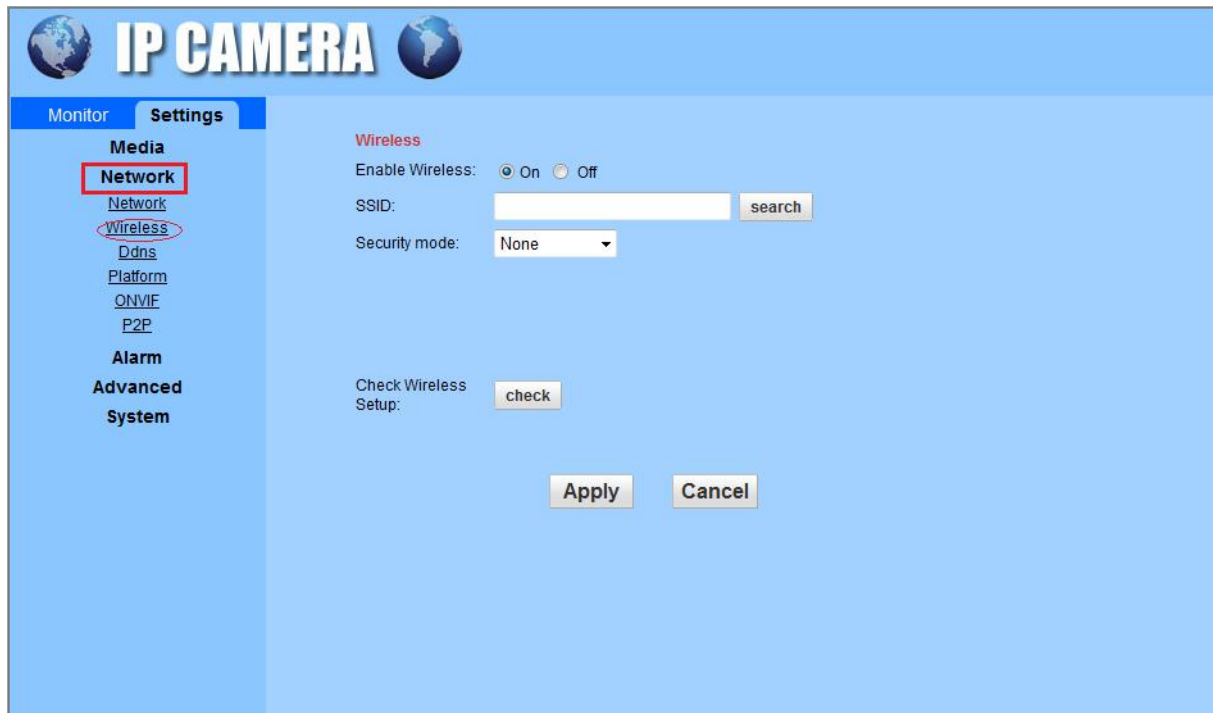 IP CAMERA
Monitor Settings
Media
Network
Network
Wireless
Ddns
Platform
ONVIF
P2P
Alarm
Advanced
System
Wireless
Enable Wireless: On Off
SSID: search
Security mode: None
Check Wireless
Setup: check
Apply Cancel